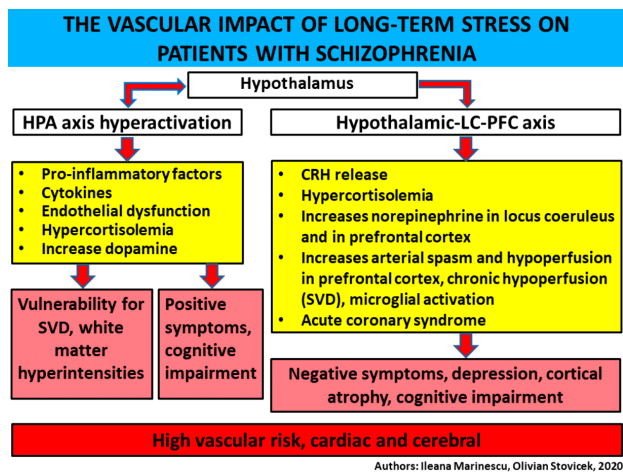 THE VASCULAR IMPACT OF LONG-TERM STRESS ON
PATIENTS WITH SCHIZOPHRENIA
Hypothalamus
HPA axis hyperactivation
Hypothalamic-LC-PFC axis
• Pro-inflammatory factors
• Cytokines
• Endothelial dysfunction
• Hypercortisolemia
• Increase dopamine
• CRH release
• Hypercortisolemia
• Increases norepinephrine in locus coeruleus
and in prefrontal cortex
• Increases arterial spasm and hypoperfusion
in prefrontal cortex, chronic hypoperfusion
(SVD), microglial activation
• Acute coronary syndrome
Vulnerability for
SVD, white
matter
hyperintensities
Positive
symptoms,
cognitive
impairment
Negative symptoms, depression, cortical
atrophy, cognitive impairment
High vascular risk, cardiac and cerebral
Authors: Ileana Marinescu, Olivian Stovicek, 2020